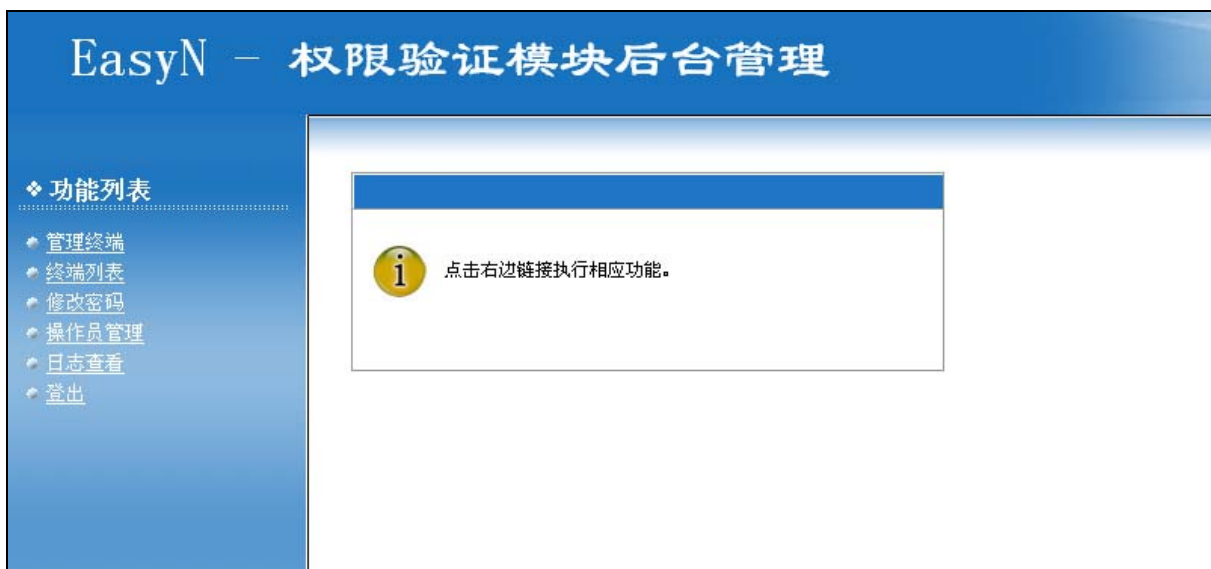 EasyN － 权限验证模块后台管理
功能列表
管理终端
终端列表
修改密码
操作员管理
日志查看
登出
点击右边链接执行相应功能。